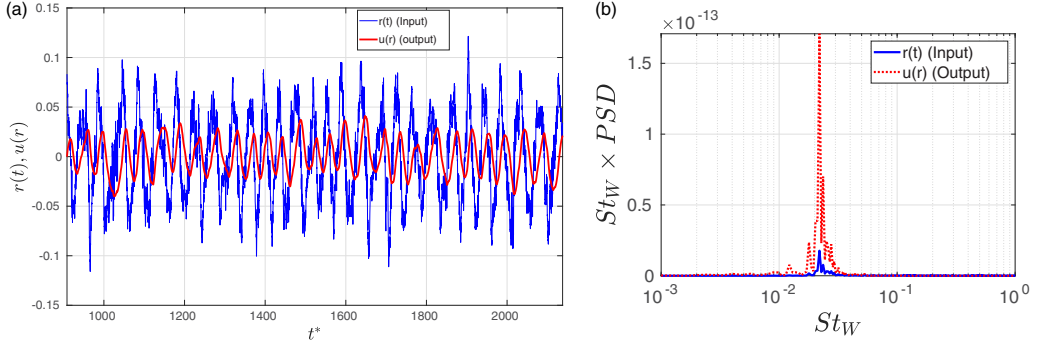 (a)
r(t) (Input)
u(r) (output)
0.15
0.1
0.05
0
-0.05
-0.1
-0.15
r(t), u(r)
1000 1200 1400 1600 1800 2000
t*
(b)
×10^-13
r(t) (Input)
u(r) (Output)
1.5
1
0.5
0
St_W × PSD
10^-3 10^-2 10^-1 10^0
St_W